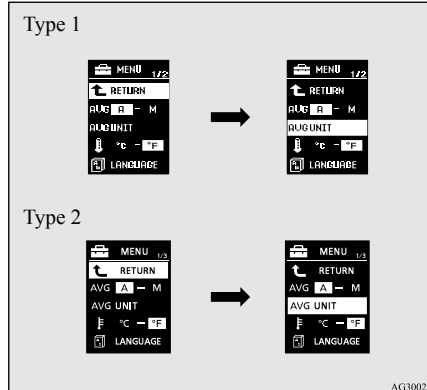 Type 1
MENU 1/2
RETURN
AVG A - M
AVG UNIT
°C - °F
LANGUAGE
MENU 1/2
RETURN
AVG A - M
AVG UNIT
°C - °F
LANGUAGE
Type 2
MENU 1/3
RETURN
AVG A - M
AVG UNIT
°C - °F
LANGUAGE
MENU 1/3
RETURN
AVG A - M
AVG UNIT
°C - °F
LANGUAGE
AG3002